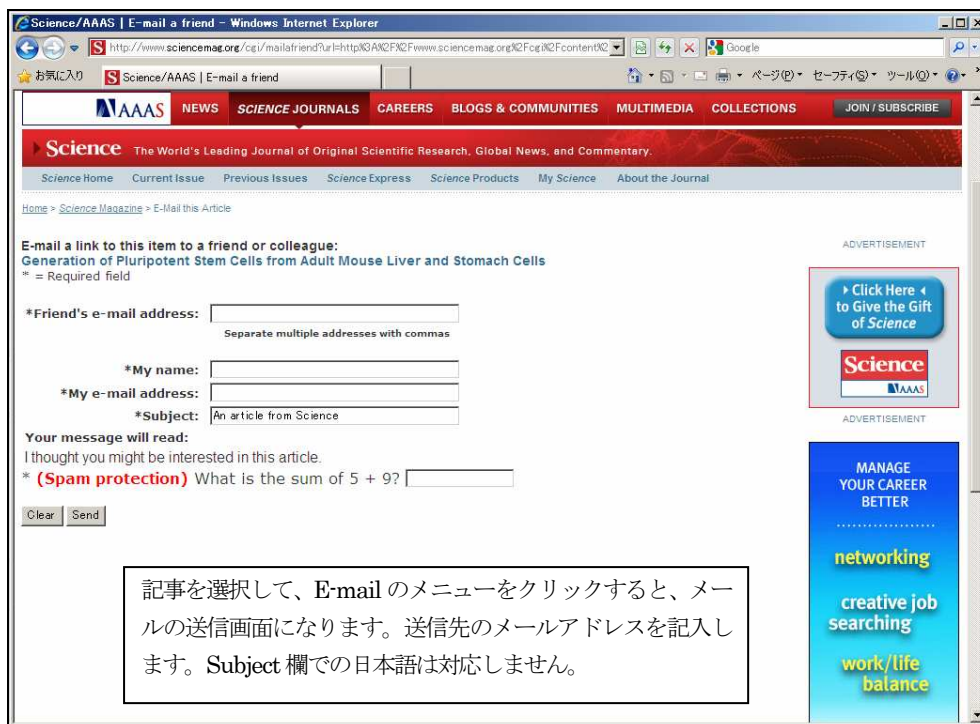 Science/AAAS | E-mail a friend - Windows Internet Explorer
http://www.sciencemag.org/cgi/mailafriend?url=http%3A%2F%2Fwww.sciencemag.org%2Fcgi%2Fcontent%2
Google
お気に入り
Science/AAAS | E-mail a friend
ページ(P)
セーフティ(S)
ツール(O)
AAAS NEWS SCIENCE JOURNALS CAREERS BLOGS & COMMUNITIES MULTIMEDIA COLLECTIONS JOIN / SUBSCRIBE
Science The World's Leading Journal of Original Scientific Research, Global News, and Commentary.
Science Home Current Issue Previous Issues Science Express Science Products My Science About the Journal
Home > Science Magazine > E-Mail this Article
E-mail a link to this item to a friend or colleague:
Generation of Pluripotent Stem Cells from Adult Mouse Liver and Stomach Cells
* = Required field
*Friend's e-mail address:
Separate multiple addresses with commas
*My name:
*My e-mail address:
*Subject: An article from Science
Your message will read:
I thought you might be interested in this article.
* (Spam protection) What is the sum of 5 + 9?
Clear Send
ADVERTISEMENT
Click Here
to Give the Gift
of Science
Science
AAAS
ADVERTISEMENT
MANAGE
YOUR CAREER
BETTER
networking
creative job
searching
work/life
balance
記事を選択して、E-mail のメニューをクリックすると、メー
ルの送信画面になります。送信先のメールアドレスを記入し
ます。Subject 欄での日本語は対応しません。